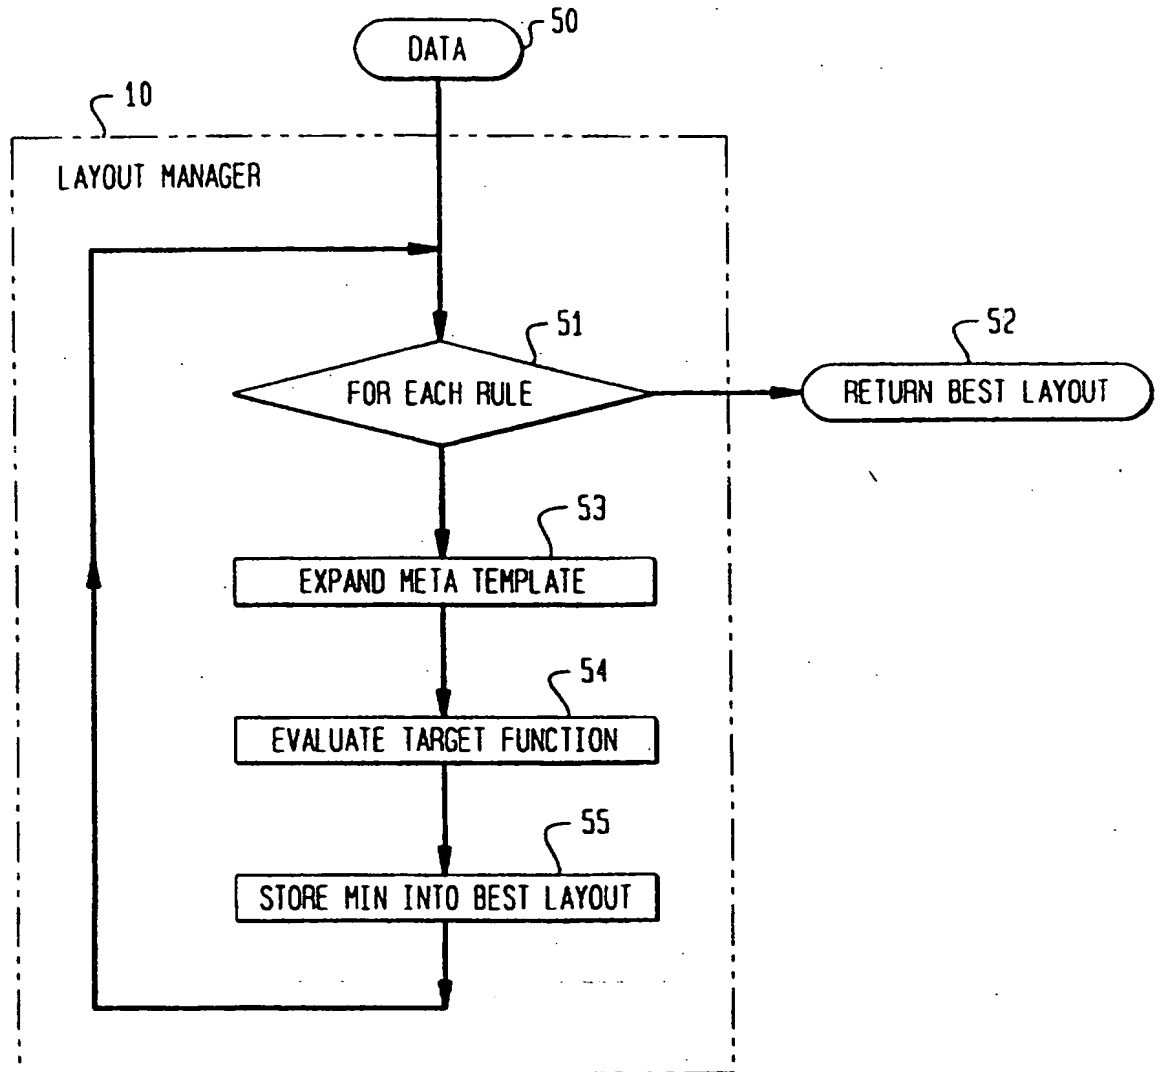 50
DATA
10
LAYOUT MANAGER
51
FOR EACH RULE
52
RETURN BEST LAYOUT
53
EXPAND META TEMPLATE
54
EVALUATE TARGET FUNCTION
55
STORE MIN INTO BEST LAYOUT